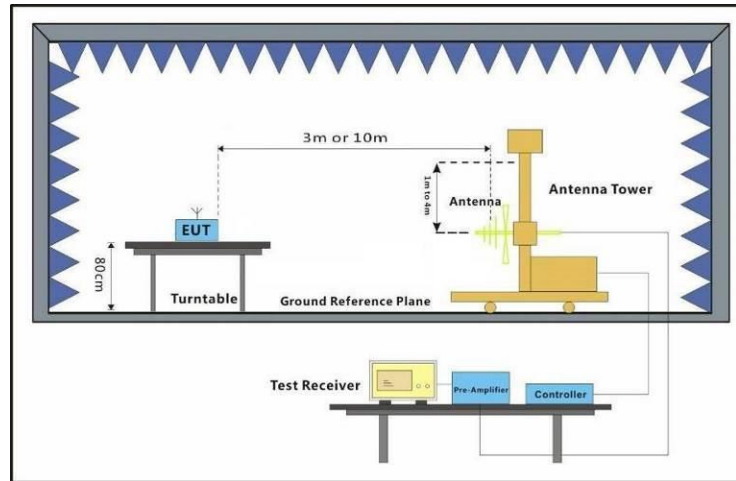 3m or 10m
1m to 4m
Antenna
Antenna Tower
EUT
80cm
Turntable
Ground Reference Plane
Test Receiver
Pre-Amplifier
Controller